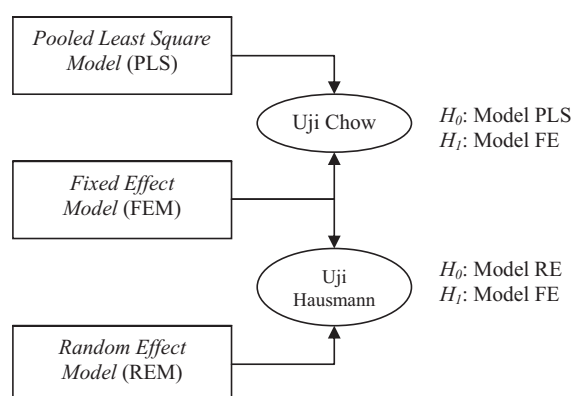 Pooled Least Square
Model (PLS)
Uji Chow
H₀: Model PLS
H₁: Model FE
Fixed Effect
Model (FEM)
Uji
Hausmann
H₀: Model RE
H₁: Model FE
Random Effect
Model (REM)